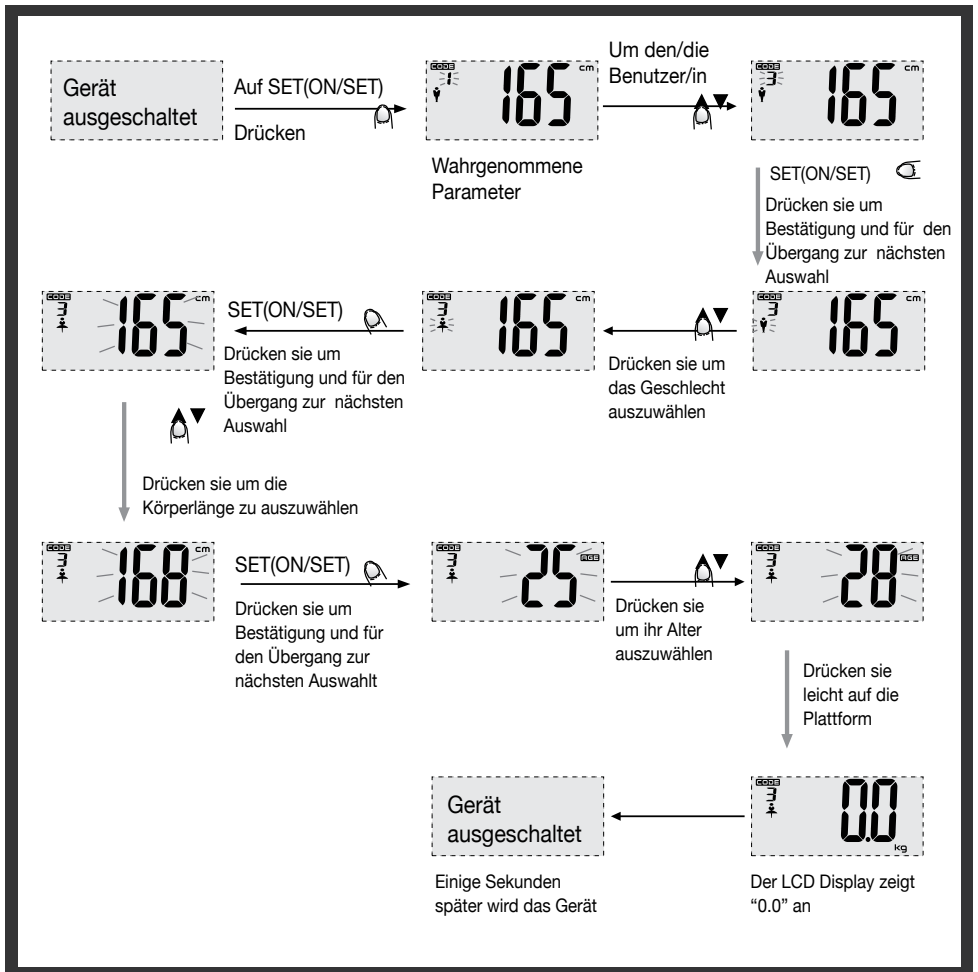 Gerät
ausgeschaltet
Auf SET(ON/SET)
Drücken
CODE
1
165
cm
Wahrgenommene
Parameter
Um den/die
Benutzer/in
CODE
3
165
cm
SET(ON/SET)
Drücken sie um
Bestätigung und für den
Übergang zur nächsten
Auswahl
CODE
3
165
cm
Drücken sie um
das Geschlecht
auszuwählen
CODE
3
165
cm
SET(ON/SET)
Drücken sie um
Bestätigung und für den
Übergang zur nächsten
Auswahl
CODE
3
165
cm
Drücken sie um die
Körperlänge zu auszuwählen
CODE
3
168
cm
SET(ON/SET)
Drücken sie um
Bestätigung und für
den Übergang zur
nächsten Auswahlt
CODE
3
25
AGE
Drücken sie
um ihr Alter
auszuwählen
CODE
3
28
AGE
Drücken sie
leicht auf die
Plattform
CODE
3
0.0
kg
Der LCD Display zeigt
“0.0” an
Gerät
ausgeschaltet
Einige Sekunden
später wird das Gerät